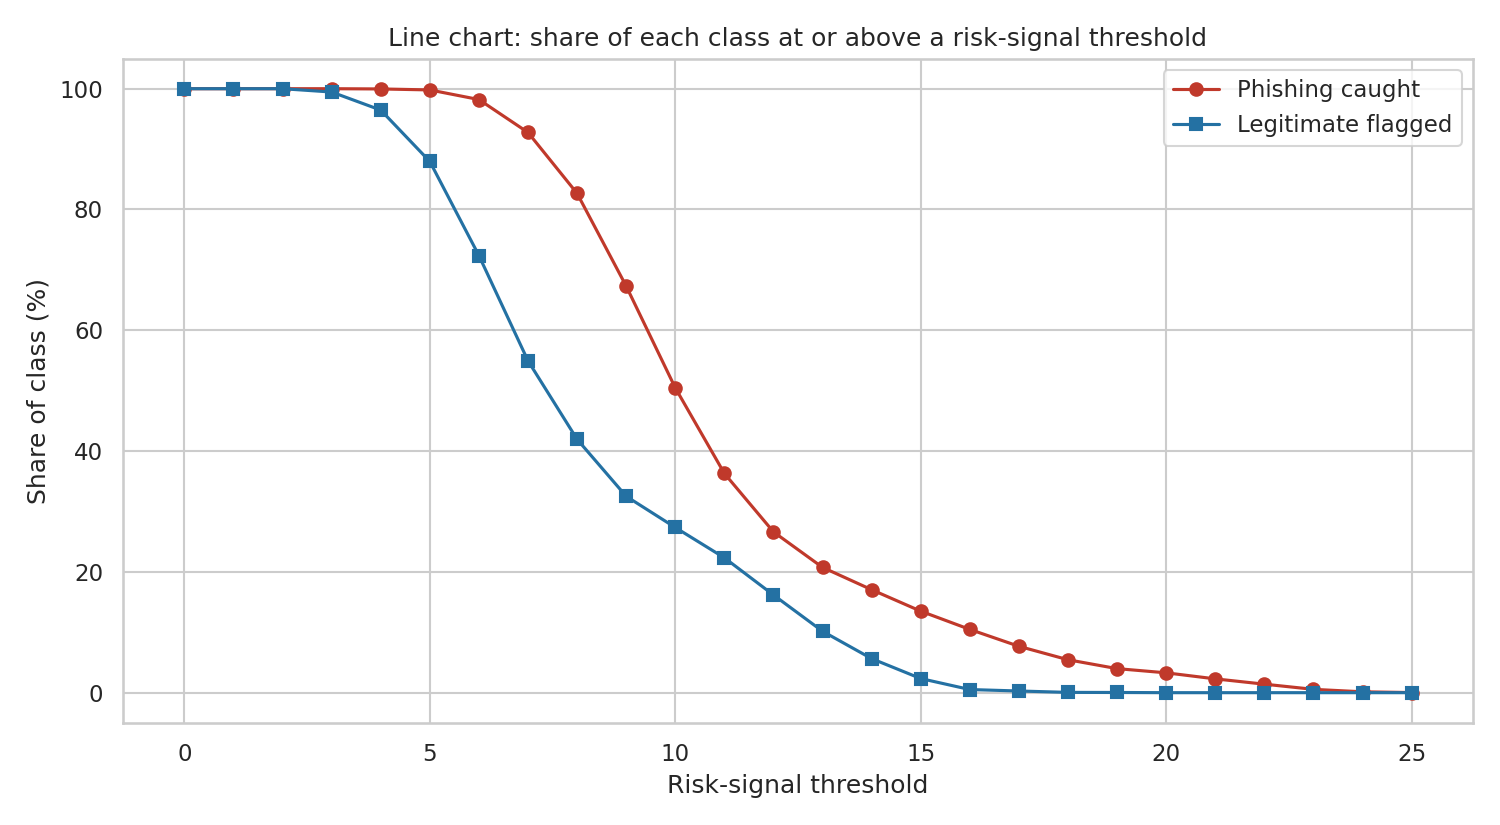 Line chart: share of each class at or above a risk-signal threshold
Phishing caught
Legitimate flagged
Share of class (%)
100
80
60
40
20
0
0 5 10 15 20 25
Risk-signal threshold